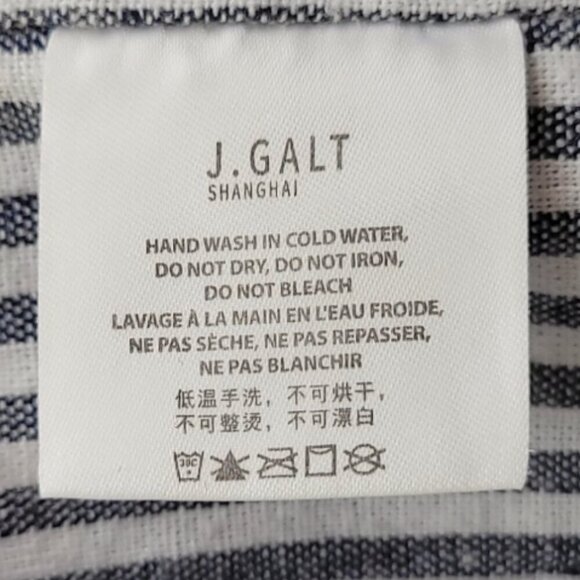 J.GALT
SHANGHAI
HAND WASH IN COLD WATER,
DO NOT DRY, DO NOT IRON,
DO NOT BLEACH
LAVAGE À LA MAIN EN L'EAU FROIDE,
NE PAS SÈCHE, NE PAS REPASSER,
NE PAS BLANCHIR
低温手洗，不可烘干，
不可整烫，不可漂白
30C